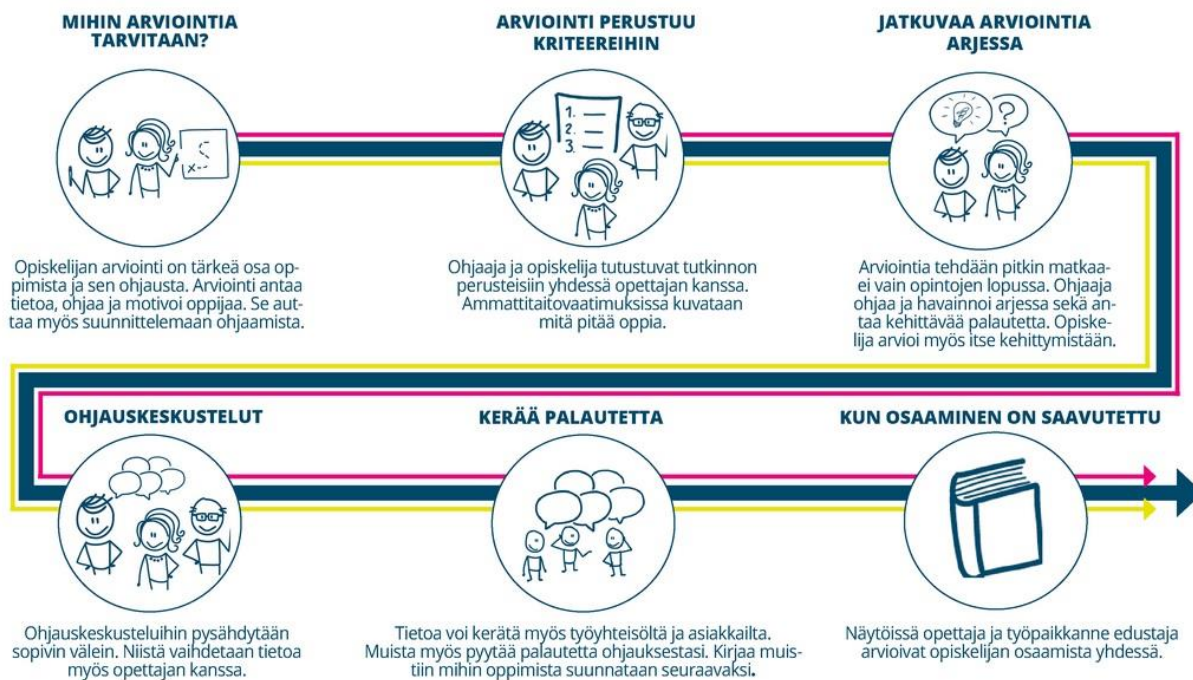 MIHIN ARVIOINTIA
TARVITAAN?
Opiskelijan arviointi on tärkeä osa op-
pimista ja sen ohjausta. Arviointi antaa
tietoa, ohjaa ja motivoi oppijaa. Se aut-
taa myös suunnittelemaan ohjaamista.
ARVIOINTI PERUSTUU
KRITEEREIHIN
1.
2.
3.
Ohjaaja ja opiskelija tutustuvat tutkinnon
perusteisiin yhdessä opettajan kanssa.
Ammattitaitovaatimuksissa kuvataan
mitä pitää oppia.
JATKUVAA ARVIOINTIA
ARJESSA
?
Arviointia tehdään pitkin matkaa-
ei vain opintojen lopussa. Ohjaaja
ohjaa ja havainnoi arjessa sekä an-
taa kehittävää palautetta. Opiske-
lija arvioi myös itse kehittymistään.
OHJAUSKESKUSTELUT
Ohjauskeskusteluihin pysähdytään
sopivin välein. Niistä vaihdetaan tietoa
myös opettajan kanssa.
KERÄÄ PALAUTETTA
Tietoa voi kerätä myös työyhteisöltä ja asiakkailta.
Muista myös pyytää palautetta ohjauksestasi. Kirjaa muis-
tiin mihin oppimista suunnataan seuraavaksi.
KUN OSAAMINEN ON SAAVUTETTU
Näytöissä opettaja ja työpaikkanne edustaja
arvioivat opiskelijan osaamista yhdessä.